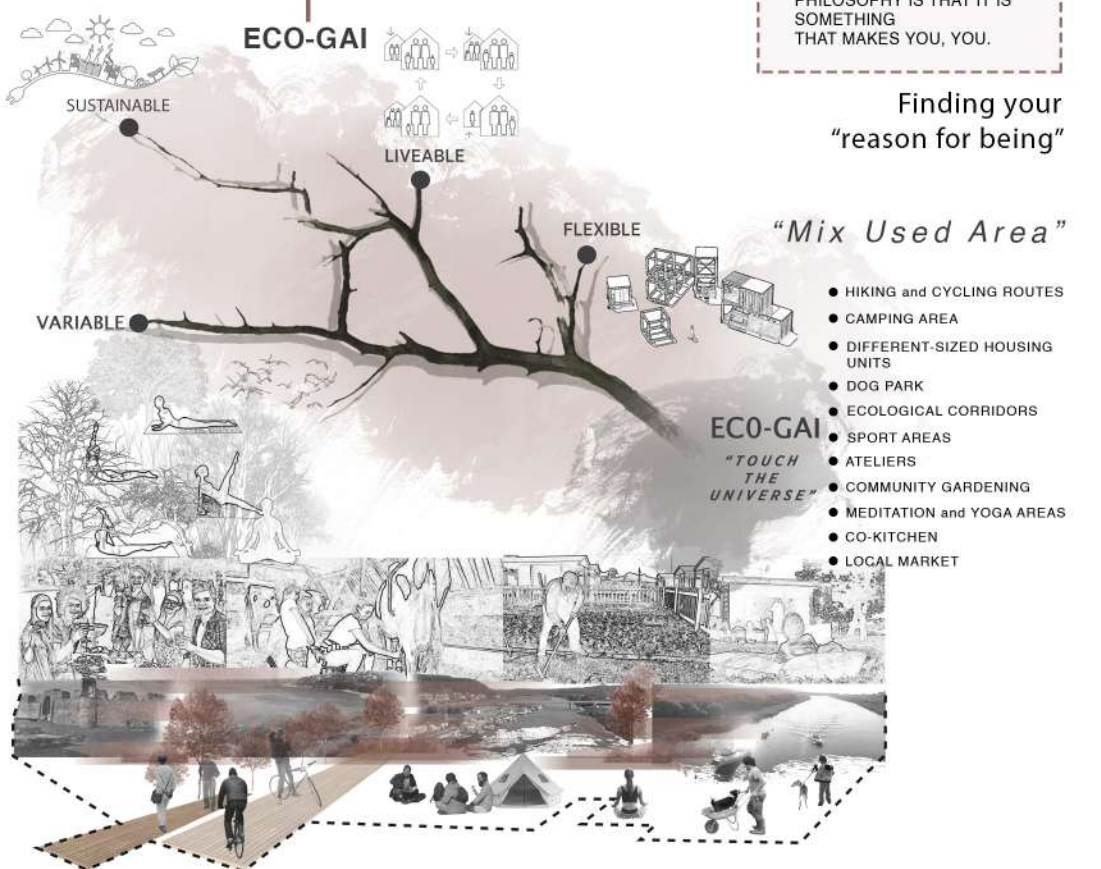 PHILOSOPHY IS THAT IT IS
SOMETHING
THAT MAKES YOU, YOU.
ECO-GAI
SUSTAINABLE
LIVEABLE
FLEXIBLE
VARIABLE
Finding your
“reason for being”
“Mix Used Area”
● HIKING and CYCLING ROUTES
● CAMPING AREA
● DIFFERENT-SIZED HOUSING
UNITS
● DOG PARK
● ECOLOGICAL CORRIDORS
● SPORT AREAS
● ATELIERS
● COMMUNITY GARDENING
● MEDITATION and YOGA AREAS
● CO-KITCHEN
● LOCAL MARKET
EC0-GAI
“TOUCH
THE
UNIVERSE”